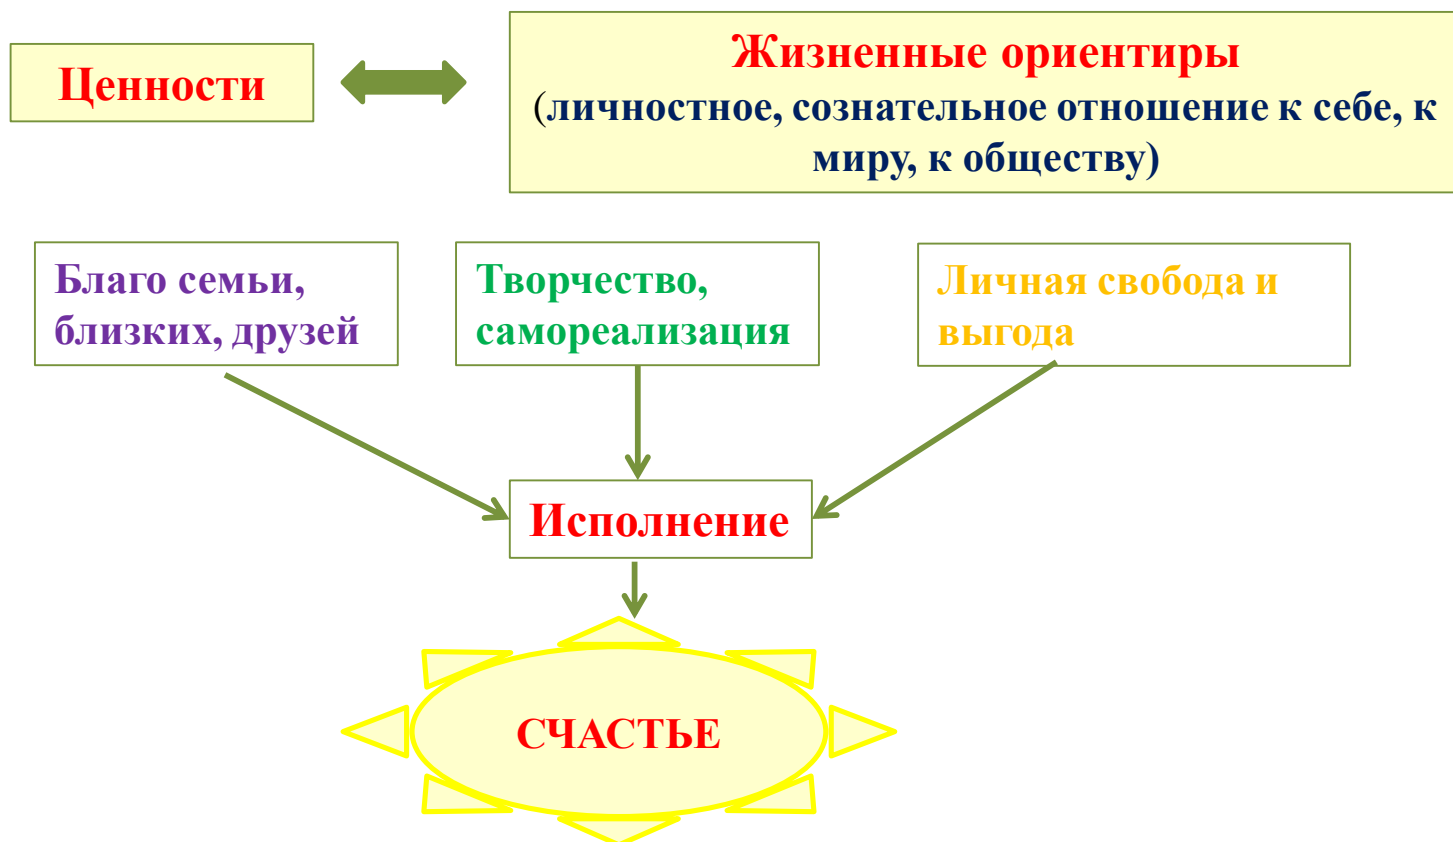 Ценности
Жизненные ориентиры
(личностное, сознательное отношение к себе, к
миру, к обществу)
Благо семьи,
близких, друзей
Творчество,
самореализация
Личная свобода и
выгода
Исполнение
СЧАСТЬЕ